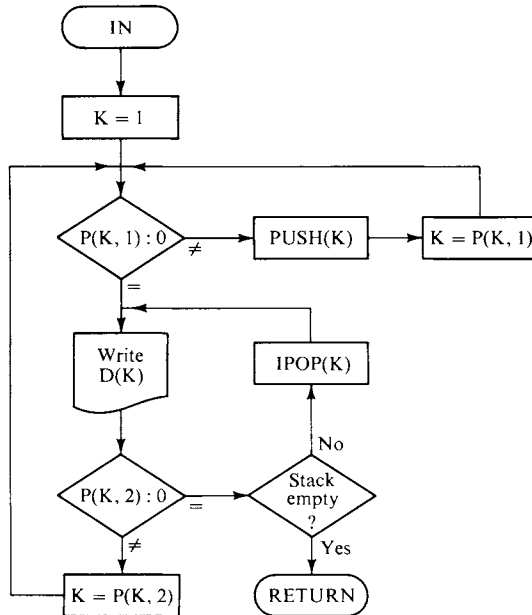 IN
K = 1
P(K, 1) : 0
≠
PUSH(K)
K = P(K, 1)
=
Write
D(K)
IPOP(K)
No
P(K, 2) : 0
=
Stack
empty
?
≠
Yes
K = P(K, 2)
RETURN